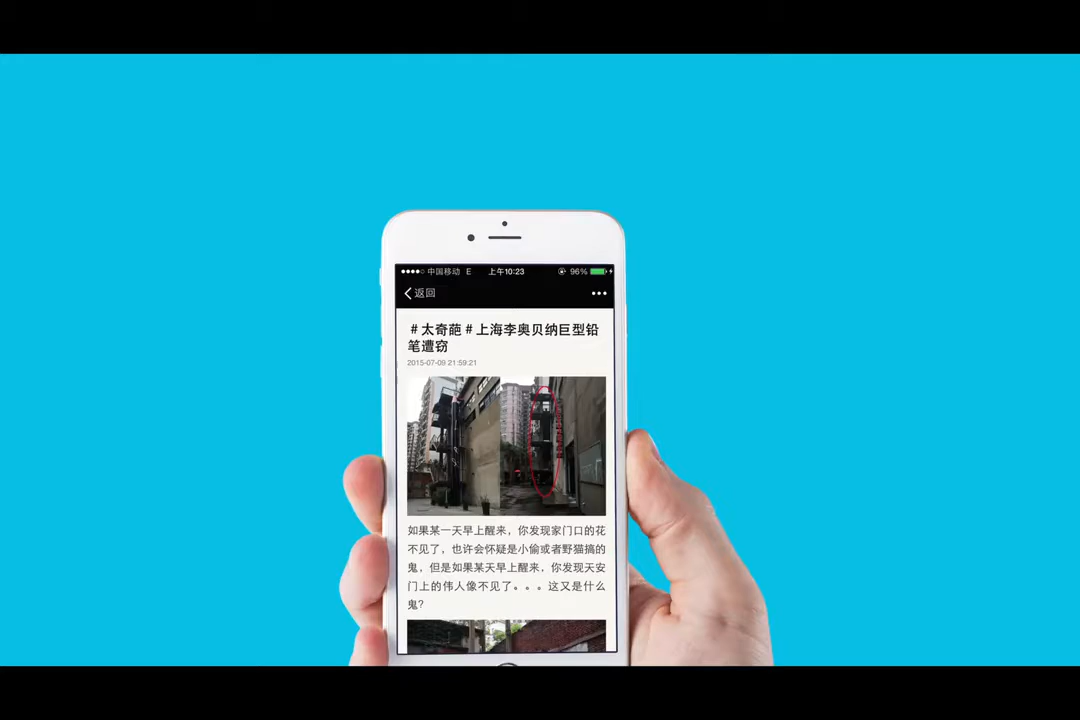 中国移动 E 上午10:23 96%
返回
#太奇葩#上海李奥贝纳巨型铅
笔遭窃
2015-07-09 21:59:21
如果某一天早上醒来，你发现家门口的花
不见了，也许会怀疑是小偷或者野猫搞的
鬼，但是如果某天早上醒来，你发现天安
门上的伟人像不见了。。。这又是什么
鬼?